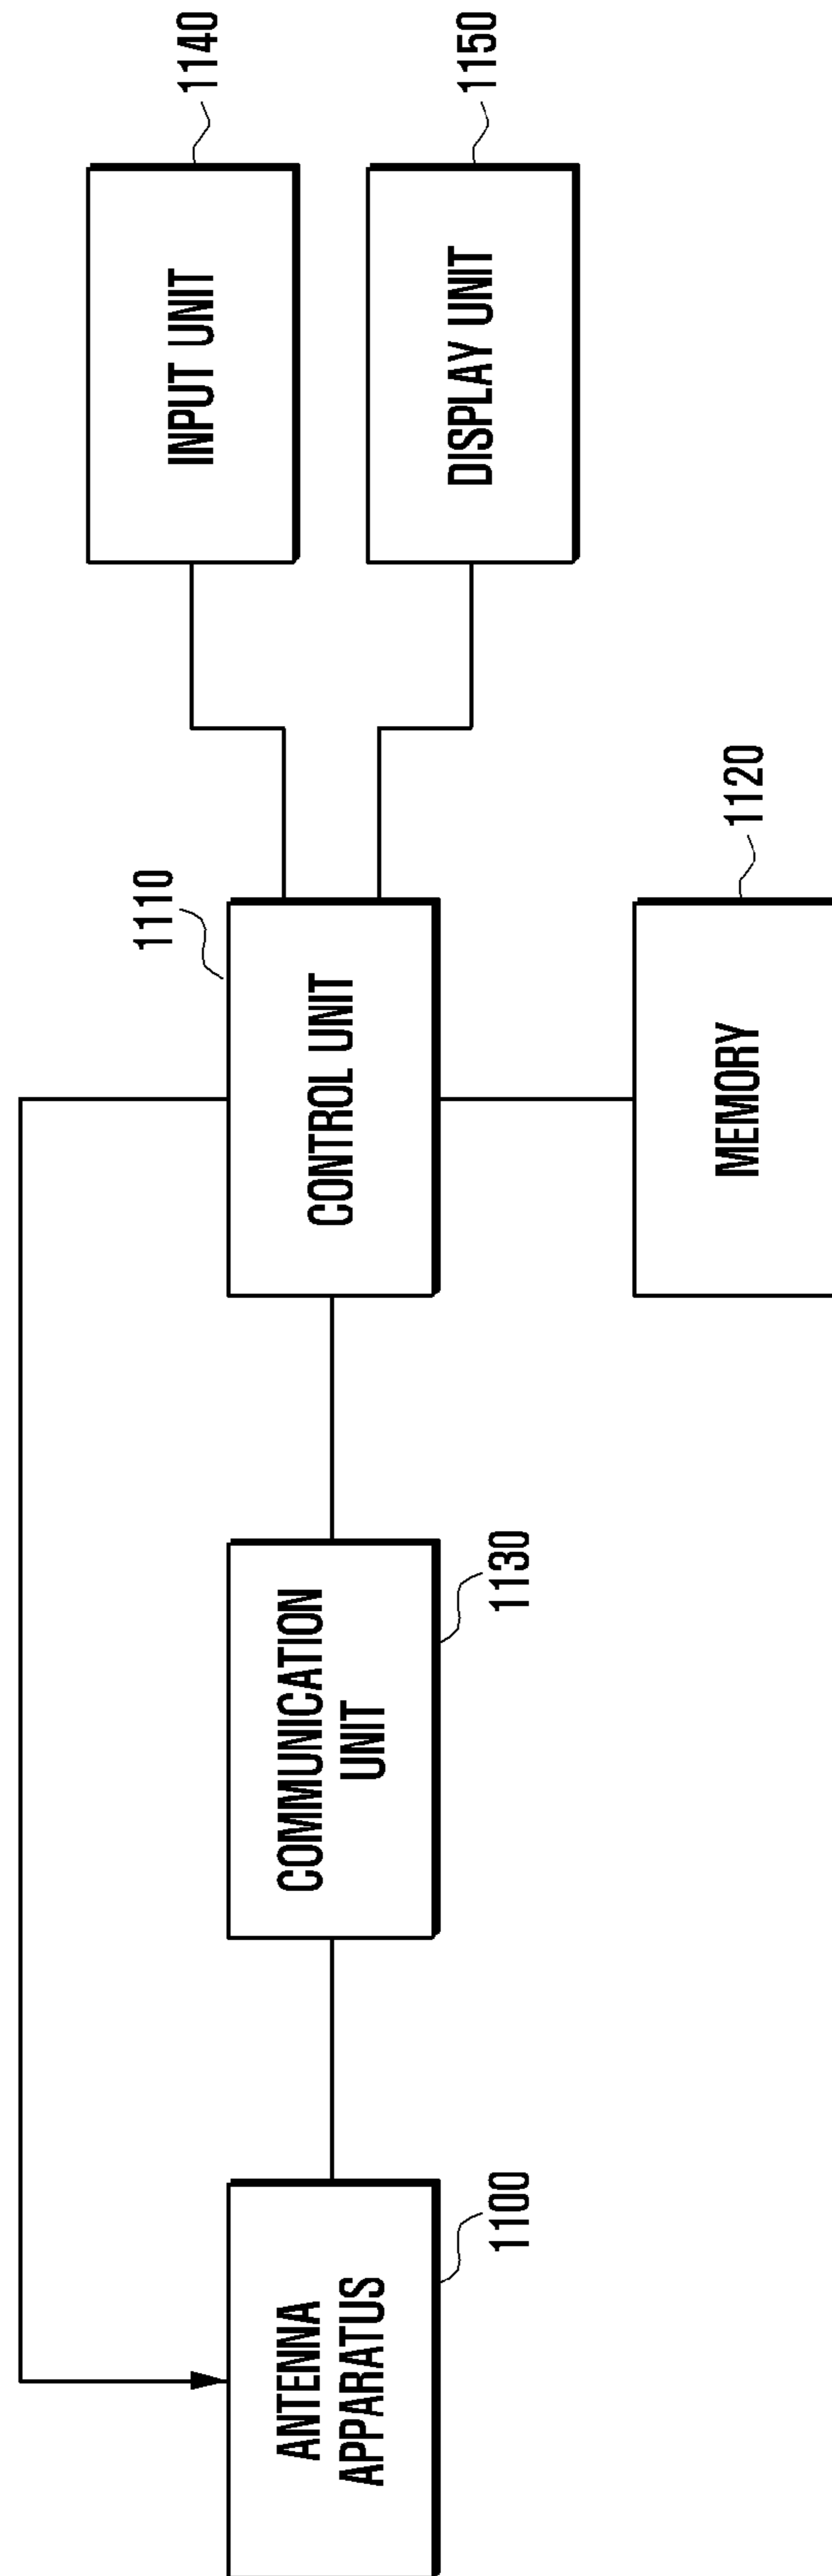 ANTENNA
APPARATUS
1100
COMMUNICATION
UNIT
1130
CONTROL UNIT
1110
MEMORY
1120
INPUT UNIT
1140
DISPLAY UNIT
1150